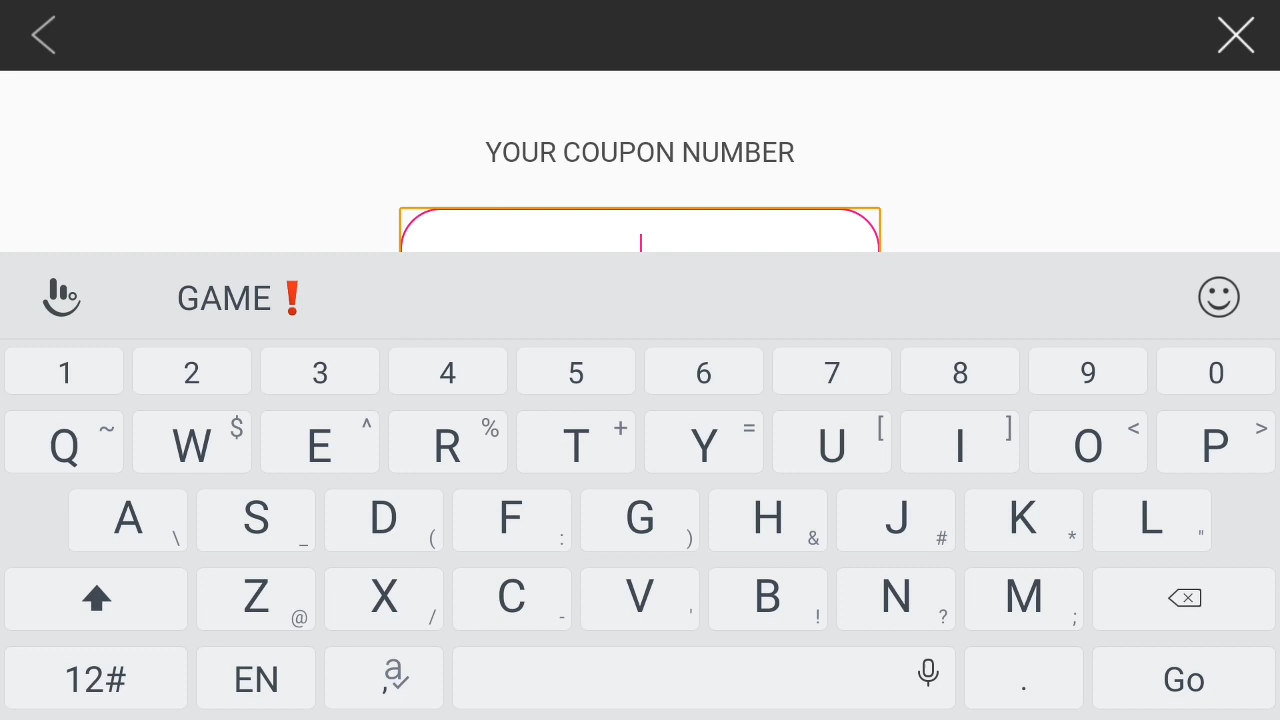 YOUR COUPON NUMBER
GAME❗
1 2 3 4 5 6 7 8 9 0
Q ~ W $ E ^ R % T + Y = U [ I ] O < P >
A \ S _ D ( F : G ) H & J # K * L "
Z @ X / C - V ' B ! N ? M ;
12# EN , a . Go